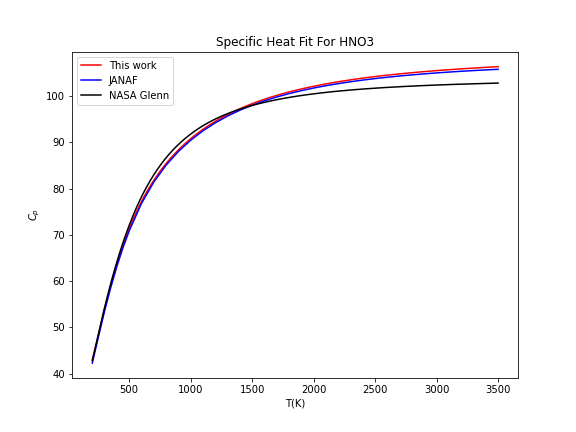 Specific Heat Fit For HNO3
This work
JANAF
NASA Glenn
100
90
80
70
60
50
40
C_p
500 1000 1500 2000 2500 3000 3500
T(K)